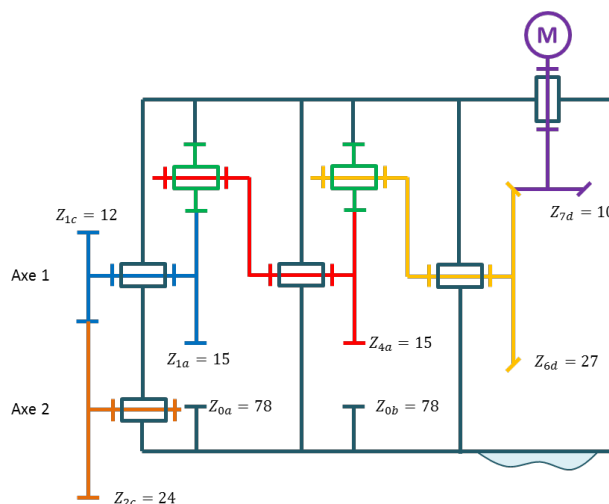 M
Z₁c = 12
Z₇d = 10
Axe 1
Z₁a = 15
Z₄a = 15
Z₆d = 27
Axe 2
Z₀a = 78
Z₀b = 78
Z₂c = 24